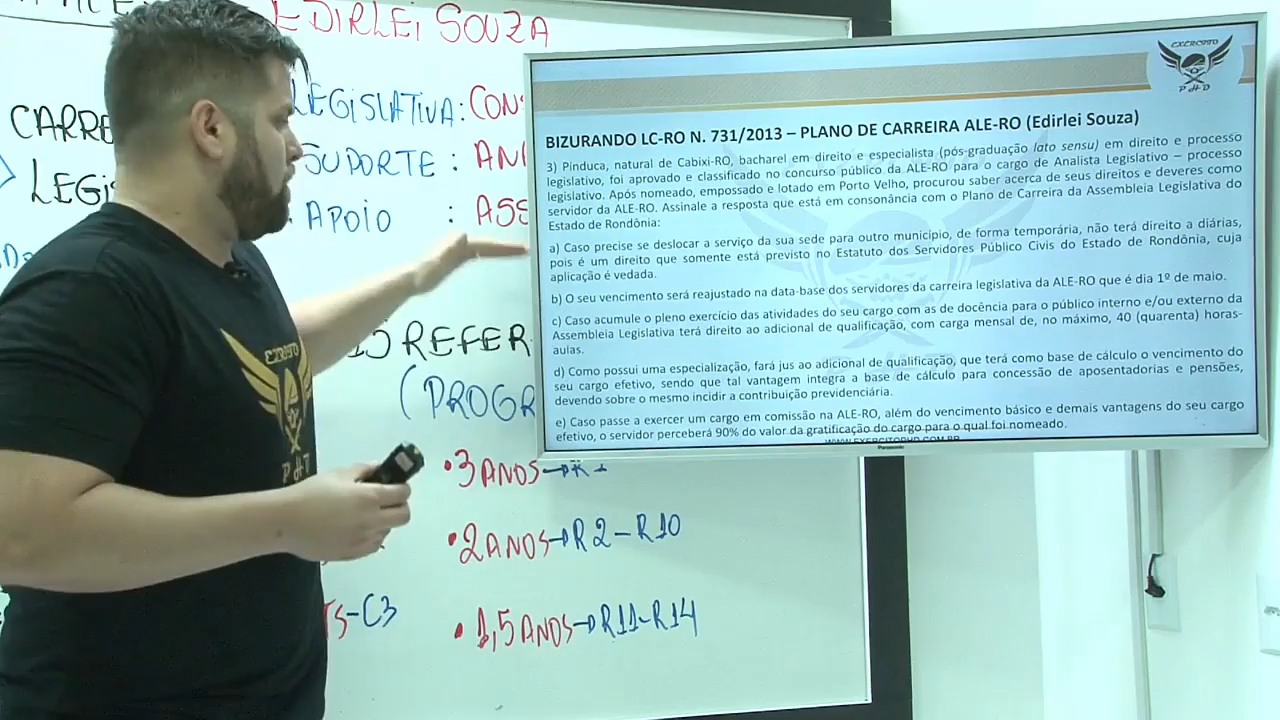 EDIRLEI SOUZA
LEGISLATIVA: CON
SUPORTE : AN
APOIO : ASS
CARRE
LEGIS
REFER
(PROGR
• 3 ANOS→
• 2 ANOS→R2-R10
• 1,5 ANOS→R11-R14
TS-C3
EXÉRCITO
PHD
EXÉRCITO
PHD
BIZURANDO LC-RO N. 731/2013 – PLANO DE CARREIRA ALE-RO (Edirlei Souza)
3) Pinduca, natural de Cabixi-RO, bacharel em direito e especialista (pós-graduação lato sensu) em direito e processo
legislativo, foi aprovado e classificado no concurso público da ALE-RO para o cargo de Analista Legislativo – processo
legislativo. Após nomeado, empossado e lotado em Porto Velho, procurou saber acerca de seus direitos e deveres como
servidor da ALE-RO. Assinale a resposta que está em consonância com o Plano de Carreira da Assembleia Legislativa do
Estado de Rondônia:
a) Caso precise se deslocar a serviço da sua sede para outro municipio, de forma temporária, não terá direito a diárias,
pois é um direito que somente está previsto no Estatuto dos Servidores Público Civis do Estado de Rondônia, cuja
aplicação é vedada.
b) O seu vencimento será reajustado na data-base dos servidores da carreira legislativa da ALE-RO que é dia 1º de maio.
c) Caso acumule o pleno exercício das atividades do seu cargo com as de docência para o público interno e/ou externo da
Assembleia Legislativa terá direito ao adicional de qualificação, com carga mensal de, no máximo, 40 (quarenta) horas-
aulas.
d) Como possui uma especialização, fará jus ao adicional de qualificação, que terá como base de cálculo o vencimento do
seu cargo efetivo, sendo que tal vantagem integra a base de cálculo para concessão de aposentadorias e pensões,
devendo sobre o mesmo incidir a contribuição previdenciária.
e) Caso passe a exercer um cargo em comissão na ALE-RO, além do vencimento básico e demais vantagens do seu cargo
efetivo, o servidor perceberá 90% do valor da gratificação do cargo para o qual foi nomeado.
WWW.EXERCITOPHD.COM.BR
Panasonic